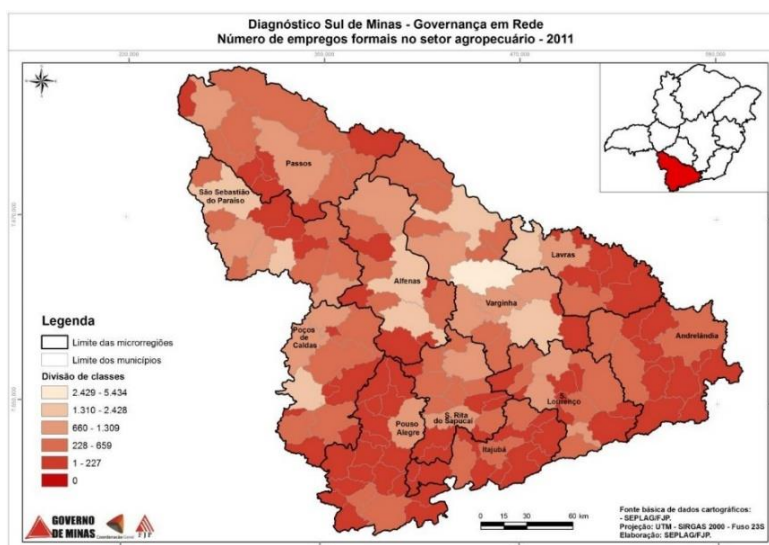 Diagnóstico Sul de Minas - Governança em Rede
Número de empregos formais no setor agropecuário - 2011
470,000
Passos
São Sebastião
do Paraíso
Alfenas
Lavras
Varginha
Poços
de
Caldas
Andrelândia
S.
Lourenço
Pouso
Alegre
S. Rita
do Sapucaí
Itajubá
Legenda
Limite das microrregiões
Limite dos municípios
Divisão de classes
2.429 - 5.434
1.310 - 2.428
660 - 1.309
228 - 659
1 - 227
0
GOVERNO
DE MINAS
FJP
0 15 30 60
km
Fonte básica de dados cartográficos:
- SEPLAG/FJP.
Projeção: UTM - SIRGAS 2000 - Fuso 23S
Elaboração: SEPLAG/FJP.